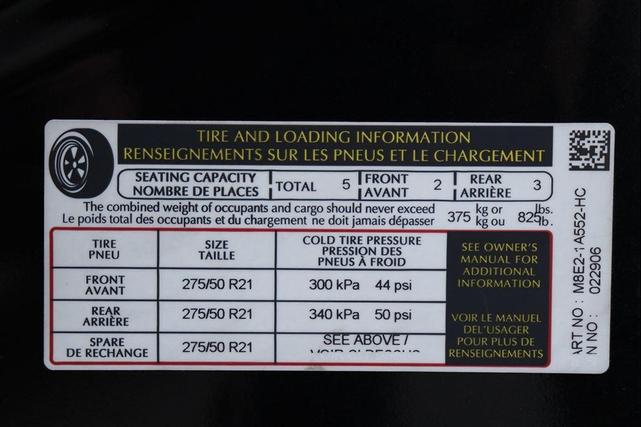 TIRE AND LOADING INFORMATION
RENSEIGNEMENTS SUR LES PNEUS ET LE CHARGEMENT
SEATING CAPACITY
NOMBRE DE PLACES
TOTAL 5
FRONT
AVANT 2
REAR
ARRIÈRE 3
The combined weight of occupants and cargo should never exceed
Le poids total des occupants et du chargement ne doit jamais dépasser
375 kg or
kg ou
825 lbs.
lb.
TIRE
PNEU
SIZE
TAILLE
COLD TIRE PRESSURE
PRESSION DES
PNEUS À FROID
FRONT
AVANT
275/50 R21
300 kPa 44 psi
REAR
ARRIÈRE
275/50 R21
340 kPa 50 psi
SPARE
DE RECHANGE
275/50 R21
SEE ABOVE /
SEE OWNER'S
MANUAL FOR
ADDITIONAL
INFORMATION
VOIR LE MANUEL
DEL'USAGER
POUR PLUS DE
RENSEIGNEMENTS
ART NO : M8E2-1A552-HC
N NO : 022906